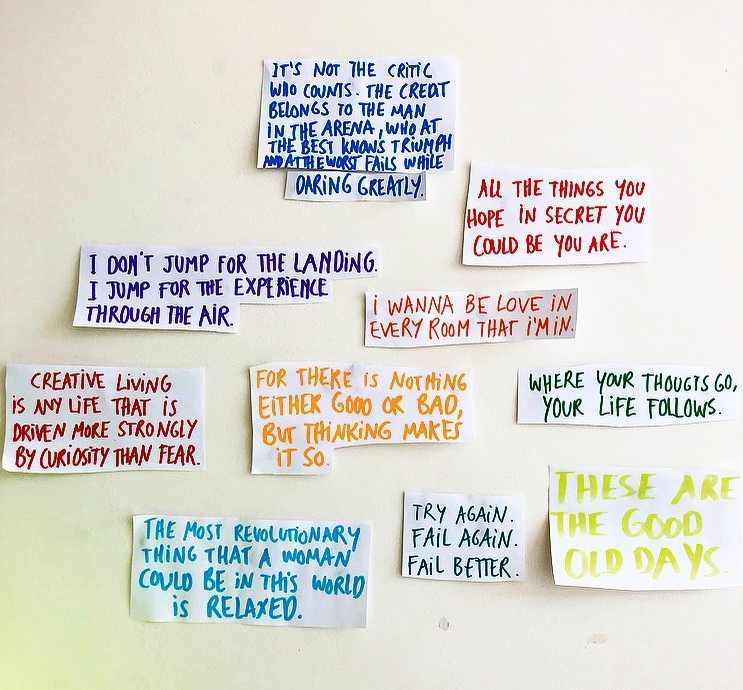 IT'S NOT THE CRITIC
WHO COUNTS. THE CREDIT
BELONGS TO THE MAN
IN THE ARENA, WHO AT
THE BEST KNOWS TRIUMPH
AND AT THE WORST FAILS WHILE
DARING GREATLY.
ALL THE THINGS YOU
HOPE IN SECRET YOU
COULD BE YOU ARE.
I DON'T JUMP FOR THE LANDING.
I JUMP FOR THE EXPERIENCE
THROUGH THE AIR.
I WANNA BE LOVE IN
EVERY ROOM THAT I'M IN.
CREATIVE LIVING
IS ANY LIFE THAT IS
DRIVEN MORE STRONGLY
BY CURIOSITY THAN FEAR.
FOR THERE IS NOTHING
EITHER GOOD OR BAD,
BUT THINKING MAKES
IT SO.
WHERE YOUR THOUGTS GO,
YOUR LIFE FOLLOWS.
THE MOST REVOLUTIONARY
THING THAT A WOMAN
COULD BE IN THIS WORLD
IS RELAXED.
TRY AGAIN.
FAIL AGAIN.
FAIL BETTER.
THESE ARE
THE GOOD
OLD DAYS.